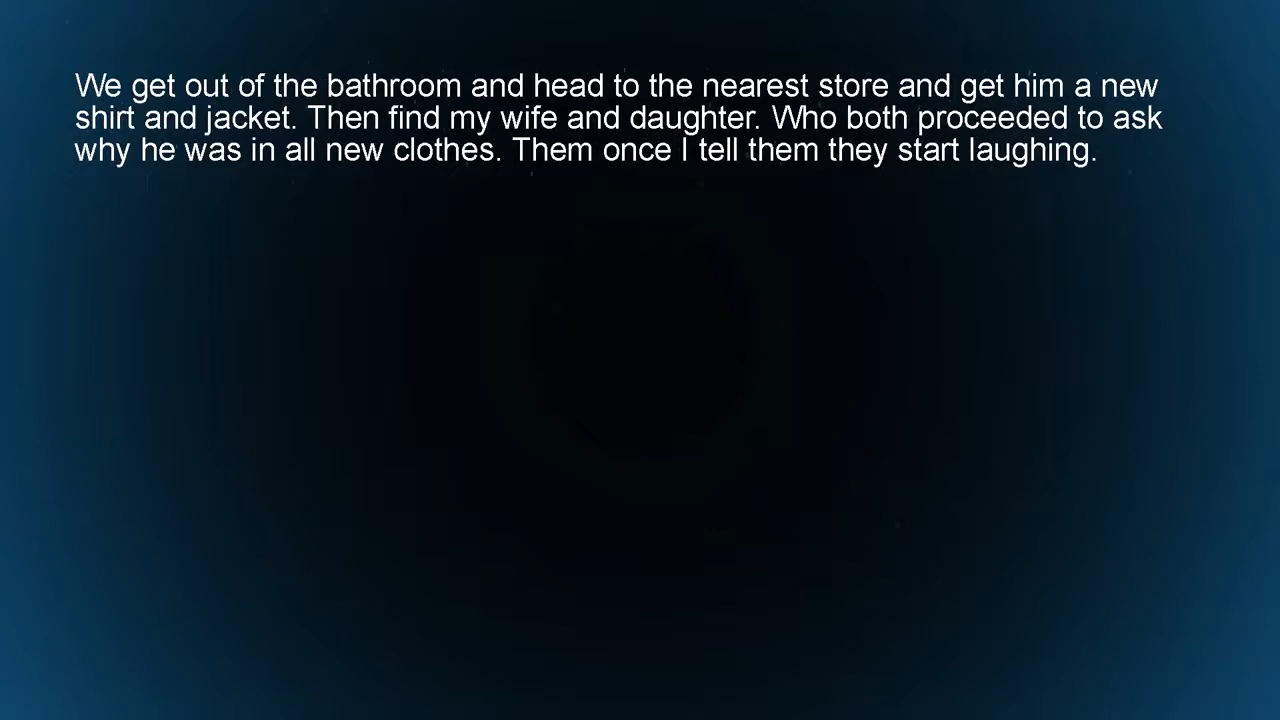 We get out of the bathroom and head to the nearest store and get him a new
shirt and jacket. Then find my wife and daughter. Who both proceeded to ask
why he was in all new clothes. Them once I tell them they start laughing.